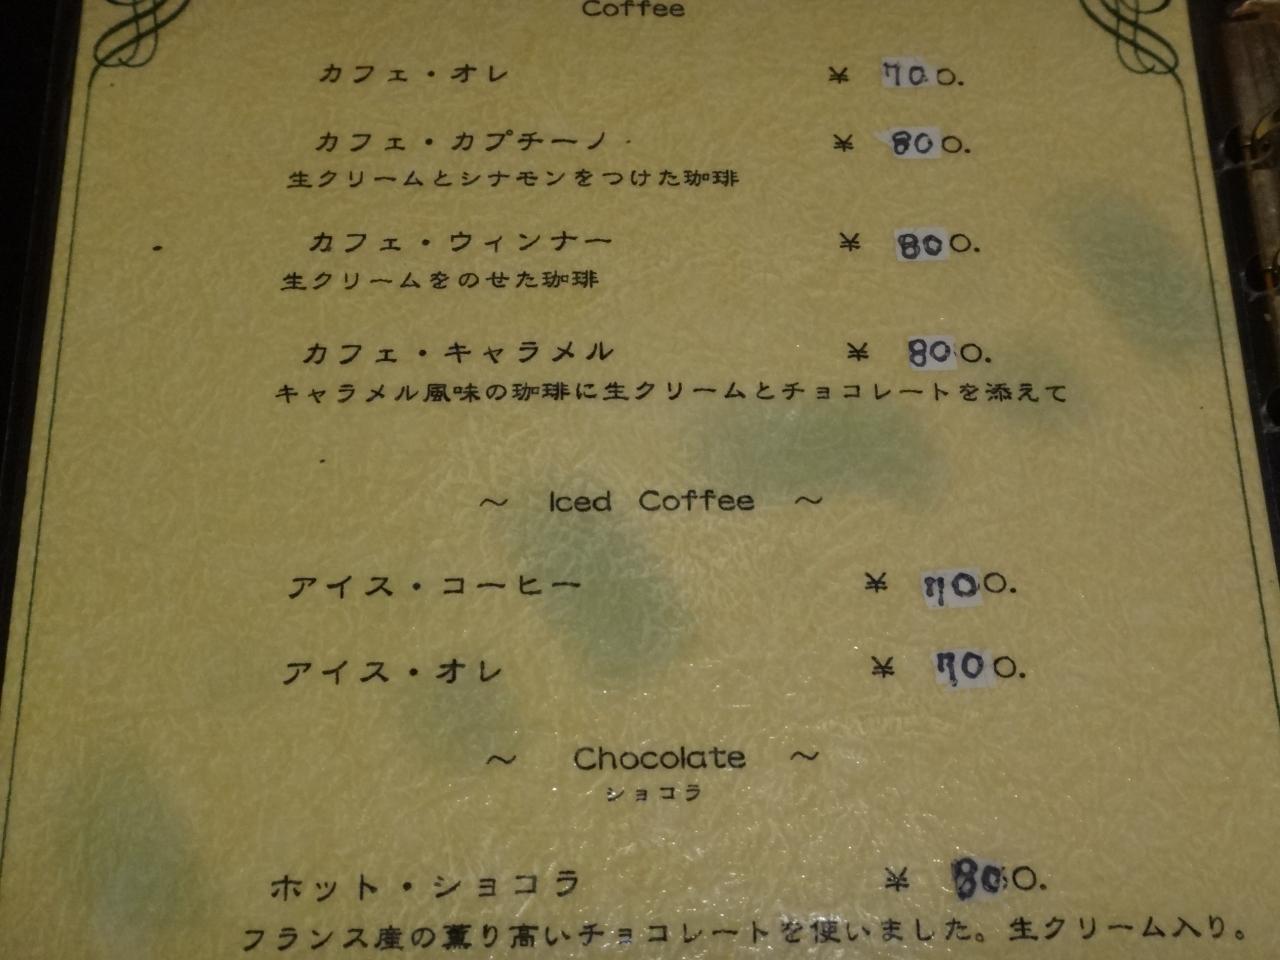 Coffee
カフェ・オレ ¥ 700.
カフェ・カプチーノ ¥ 800.
生クリームとシナモンをつけた珈琲
カフェ・ウィンナー ¥ 800.
生クリームをのせた珈琲
カフェ・キャラメル ¥ 800.
キャラメル風味の珈琲に生クリームとチョコレートを添えて
～ Iced Coffee ～
アイス・コーヒー ¥ 700.
アイス・オレ ¥ 700.
～ Chocolate ～
ショコラ
ホット・ショコラ ¥ 800.
フランス産の薫り高いチョコレートを使いました。生クリーム入り。